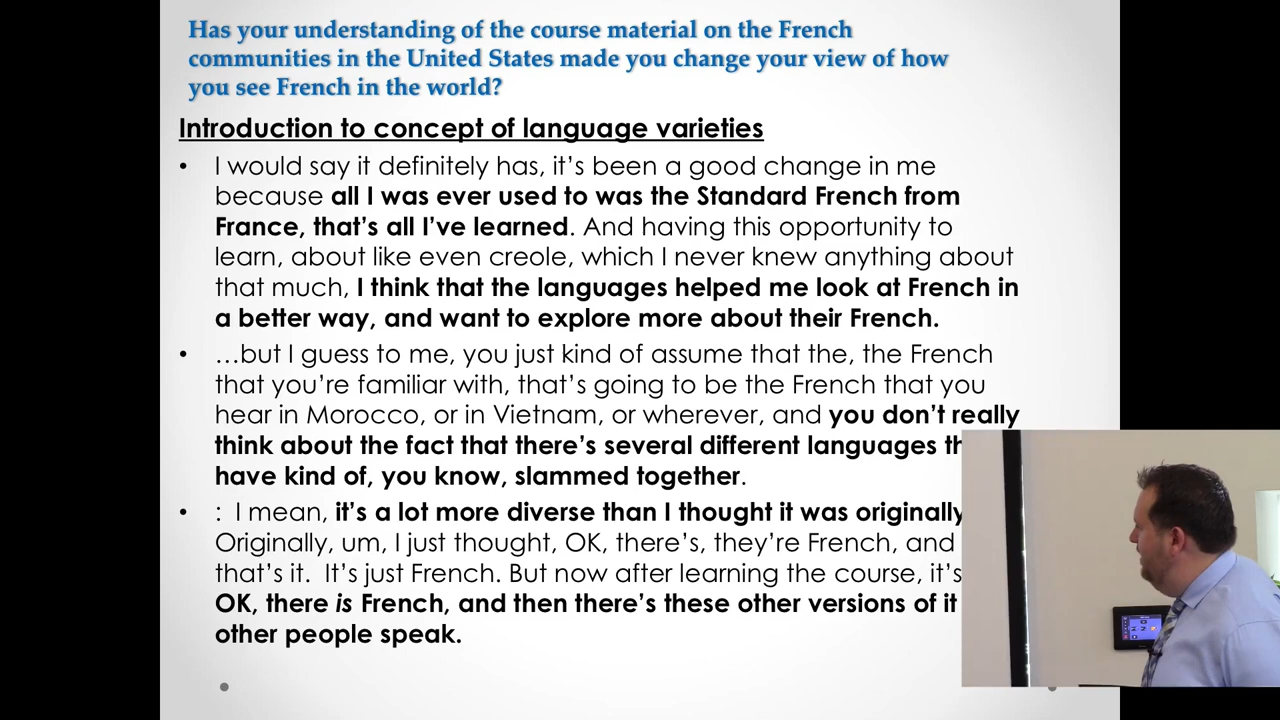 Has your understanding of the course material on the French
communities in the United States made you change your view of how
you see French in the world?
Introduction to concept of language varieties
• I would say it definitely has, it's been a good change in me
because all I was ever used to was the Standard French from
France, that's all I've learned. And having this opportunity to
learn, about like even creole, which I never knew anything about
that much, I think that the languages helped me look at French in
a better way, and want to explore more about their French.
• …but I guess to me, you just kind of assume that the, the French
that you're familiar with, that's going to be the French that you
hear in Morocco, or in Vietnam, or wherever, and you don't really
think about the fact that there's several different languages
have kind of, you know, slammed together.
• : I mean, it's a lot more diverse than I thought it was originally
Originally, um, I just thought, OK, there's, they're French, and
that's it. It's just French. But now after learning the course, it's
OK, there is French, and then there's these other versions of it
other people speak.